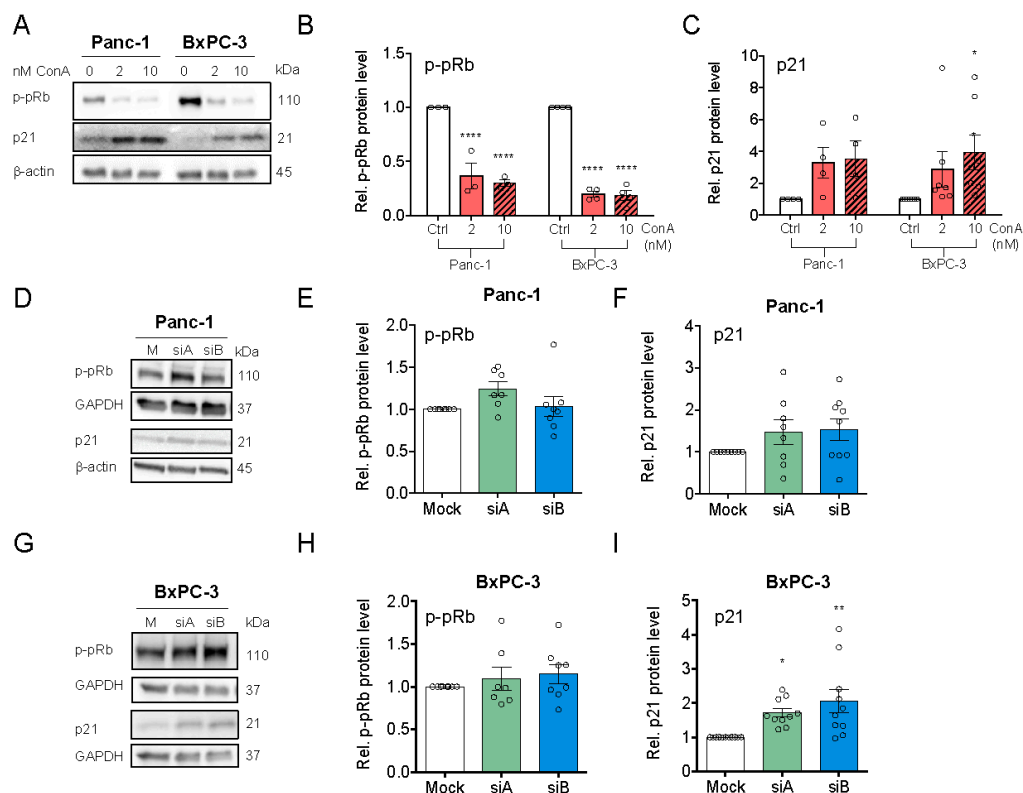 A
Panc-1 BxPC-3
nM ConA 0 2 10 0 2 10 kDa
p-pRb 110
p21 21
β-actin 45
B
p-pRb
Rel. p-pRb protein level
1.5
1.0
0.5
0.0
**** **** **** ****
Ctrl 2 10 Ctrl 2 10 ConA
(nM)
Panc-1 BxPC-3
C
p21
Rel. p21 protein level
10
8
6
4
2
0
*
Ctrl 2 10 Ctrl 2 10 ConA
(nM)
Panc-1 BxPC-3
D
Panc-1
M siA siB kDa
p-pRb 110
GAPDH 37
p21 21
β-actin 45
E
Panc-1
p-pRb
Rel. p-pRb protein level
2.0
1.5
1.0
0.5
0.0
Mock siA siB
F
Panc-1
p21
Rel. p21 protein level
4
3
2
1
0
Mock siA siB
G
BxPC-3
M siA siB kDa
p-pRb 110
GAPDH 37
p21 21
GAPDH 37
H
BxPC-3
p-pRb
Rel. p-pRb protein level
2.0
1.5
1.0
0.5
0.0
Mock siA siB
I
BxPC-3
p21
Rel. p21 protein level
5
4
3
2
1
0
* **
Mock siA siB